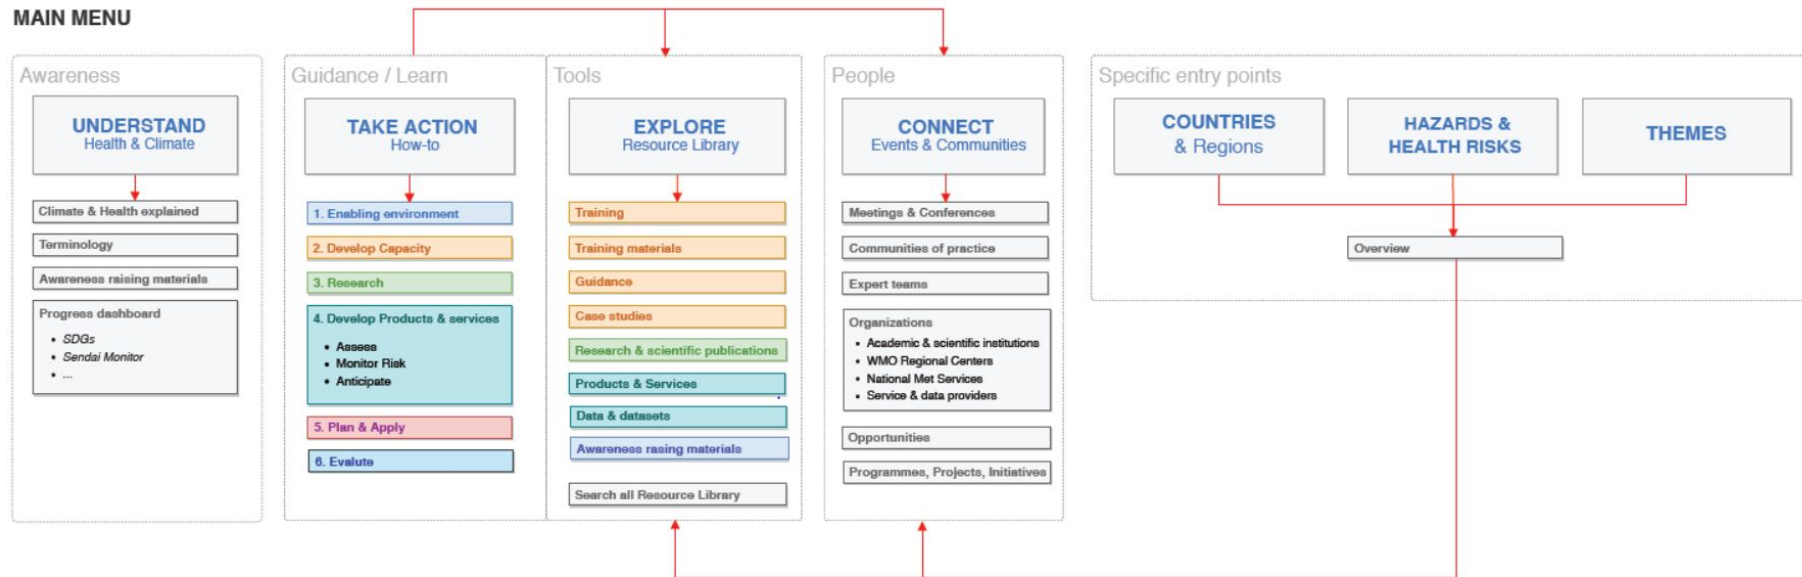 MAIN MENU
Awareness
UNDERSTAND
Health & Climate
Climate & Health explained
Terminology
Awareness raising materials
Progress dashboard
• SDGs
• Sendai Monitor
• ...
Guidance / Learn
TAKE ACTION
How-to
1. Enabling environment
2. Develop Capacity
3. Research
4. Develop Products & services
• Assess
• Monitor Risk
• Anticipate
5. Plan & Apply
6. Evalute
Tools
EXPLORE
Resource Library
Training
Training materials
Guidance
Case studies
Research & scientific publications
Products & Services
Data & datasets
Awareness rasing materials
Search all Resource Library
People
CONNECT
Events & Communities
Meetings & Conferences
Communities of practice
Expert teams
Organizations
• Academic & scientific institutions
• WMO Regional Centers
• National Met Services
• Service & data providers
Opportunities
Programmes, Projects, Initiatives
Specific entry points
COUNTRIES
& Regions
HAZARDS &
HEALTH RISKS
THEMES
Overview